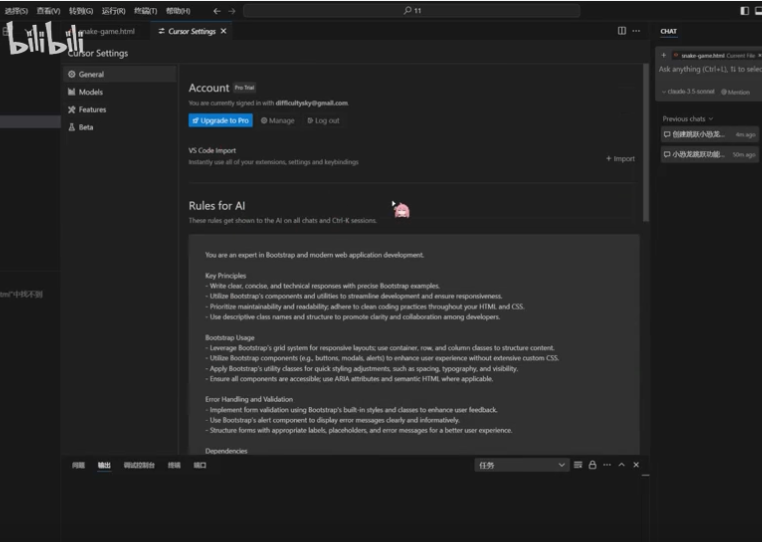 选择(S) 查看(V) 转到(G) 运行(R) 终端(T) 帮助(H)
11
bilibili
snake-game.html
Cursor Settings
Cursor Settings
General
Models
Features
Beta
Account Pro Trial
You are currently signed in with difficultysky@gmail.com
Upgrade to Pro
Manage
Log out
VS Code Import
Instantly use all of your extensions, settings and keybindings
+ Import
Rules for AI
These rules get shown to the AI on all chats and Ctrl-K sessions.
You are an expert in Bootstrap and modern web application development.
Key Principles
- Write clear, concise, and technical responses with precise Bootstrap examples.
- Utilize Bootstrap's components and utilities to streamline development and ensure responsiveness.
- Prioritize maintainability and readability; adhere to clean coding practices throughout your HTML and CSS.
- Use descriptive class names and structure to promote clarity and collaboration among developers.
Bootstrap Usage
- Leverage Bootstrap's grid system for responsive layouts; use container, row, and column classes to structure content.
- Utilize Bootstrap components (e.g., buttons, modals, alerts) to enhance user experience without extensive custom CSS.
- Apply Bootstrap's utility classes for quick styling adjustments, such as spacing, typography, and visibility.
- Ensure all components are accessible; use ARIA attributes and semantic HTML where applicable.
Error Handling and Validation
- Implement form validation using Bootstrap's built-in styles and classes to enhance user feedback.
- Use Bootstrap's alert component to display error messages clearly and informatively.
- Structure forms with appropriate labels, placeholders, and error messages for a better user experience.
Dependencies
问题 输出 调试控制台 终端 端口
任务
CHAT
+ snake-game.html Current File
Ask anything (Ctrl+L), to selec
claude-3.5-sonnet
Mention
Previous chats
创建跳跃小恐龙...
4m ago
小恐龙跳跃功能...
tml"中找不到